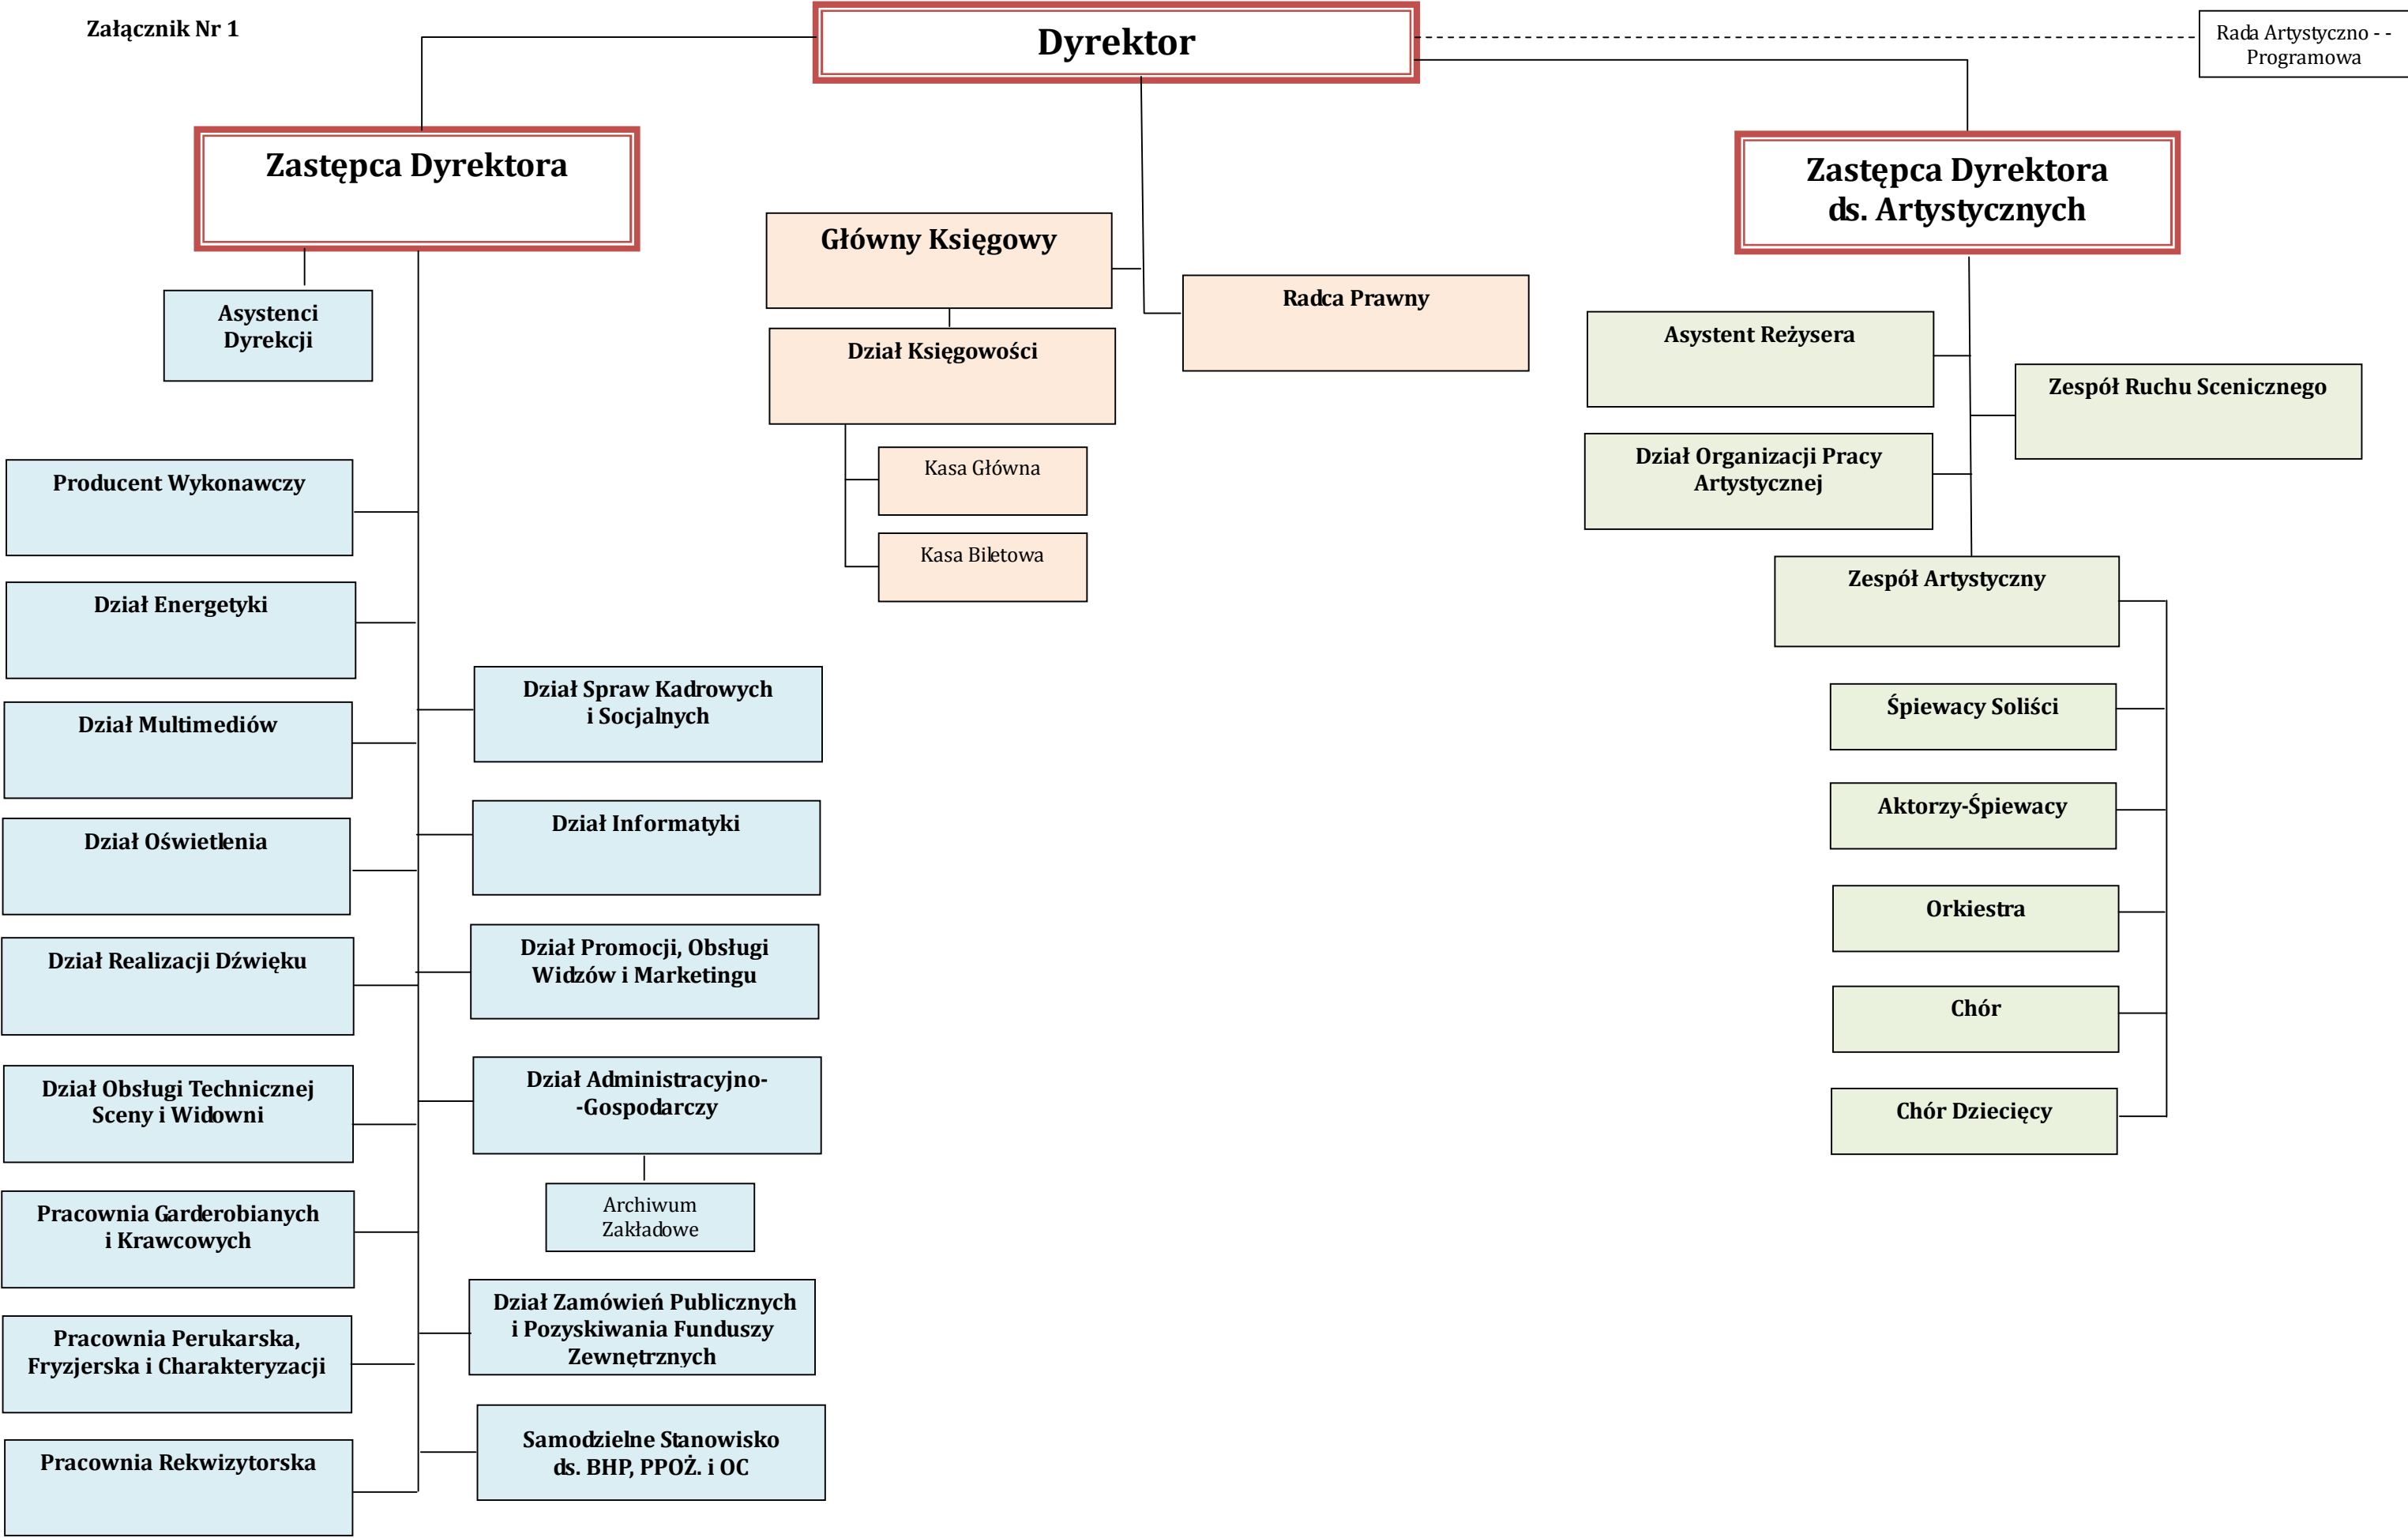 Załącznik Nr 1
Dyrektor
Rada Artystyczno - -
Programowa
Zastępca Dyrektora
Zastępca Dyrektora
ds. Artystycznych
Główny Księgowy
Radca Prawny
Dział Księgowości
Kasa Główna
Kasa Biletowa
Asystenci
Dyrekcji
Producent Wykonawczy
Dział Energetyki
Dział Multimediów
Dział Oświetlenia
Dział Realizacji Dźwięku
Dział Obsługi Technicznej
Sceny i Widowni
Pracownia Garderobianych
i Krawcowych
Pracownia Perukarska,
Fryzjerska i Charakteryzacji
Pracownia Rekwizytorska
Dział Spraw Kadrowych
i Socjalnych
Dział Informatyki
Dział Promocji, Obsługi
Widzów i Marketingu
Dział Administracyjno-
-Gospodarczy
Archiwum
Zakładowe
Dział Zamówień Publicznych
i Pozyskiwania Funduszy
Zewnętrznych
Samodzielne Stanowisko
ds. BHP, PPOŻ. i OC
Asystent Reżysera
Zespół Ruchu Scenicznego
Dział Organizacji Pracy
Artystycznej
Zespół Artystyczny
Śpiewacy Soliści
Aktorzy-Śpiewacy
Orkiestra
Chór
Chór Dziecięcy